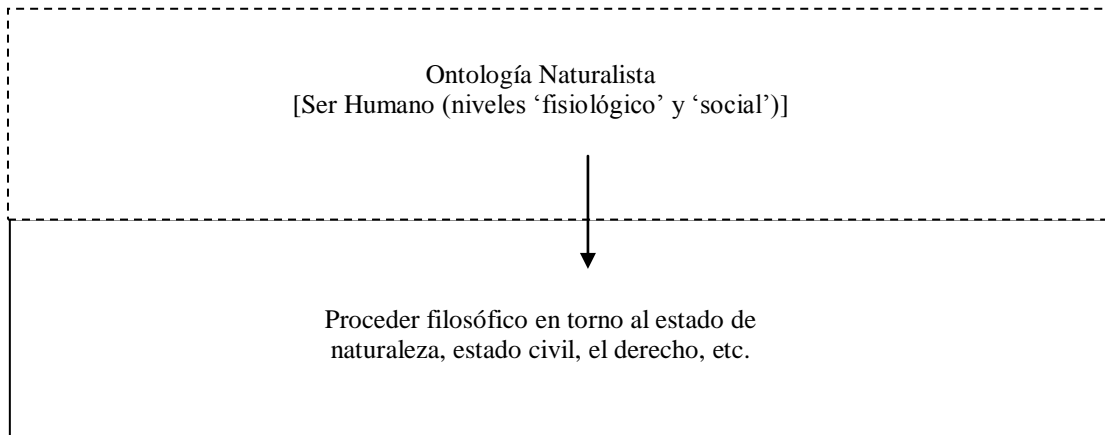 Ontología Naturalista
[Ser Humano (niveles ‘fisiológico’ y ‘social’)]
Proceder filosófico en torno al estado de
naturaleza, estado civil, el derecho, etc.